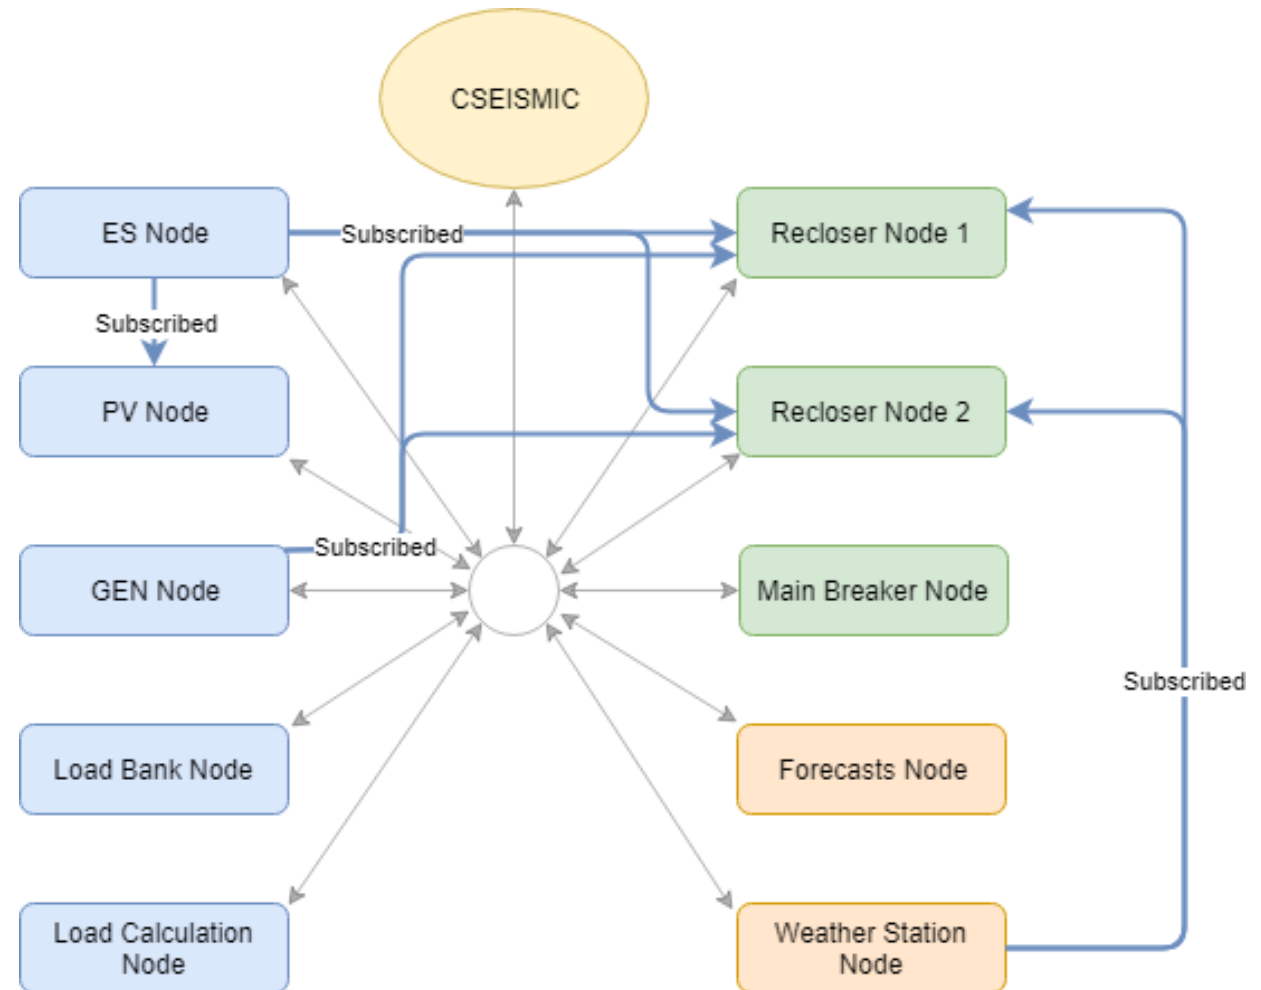 CSEISMIC
ES Node
Subscribed
Recloser Node 1
Subscribed
PV Node
Recloser Node 2
Subscribed
GEN Node
Main Breaker Node
Subscribed
Load Bank Node
Forecasts Node
Load Calculation
Node
Weather Station
Node